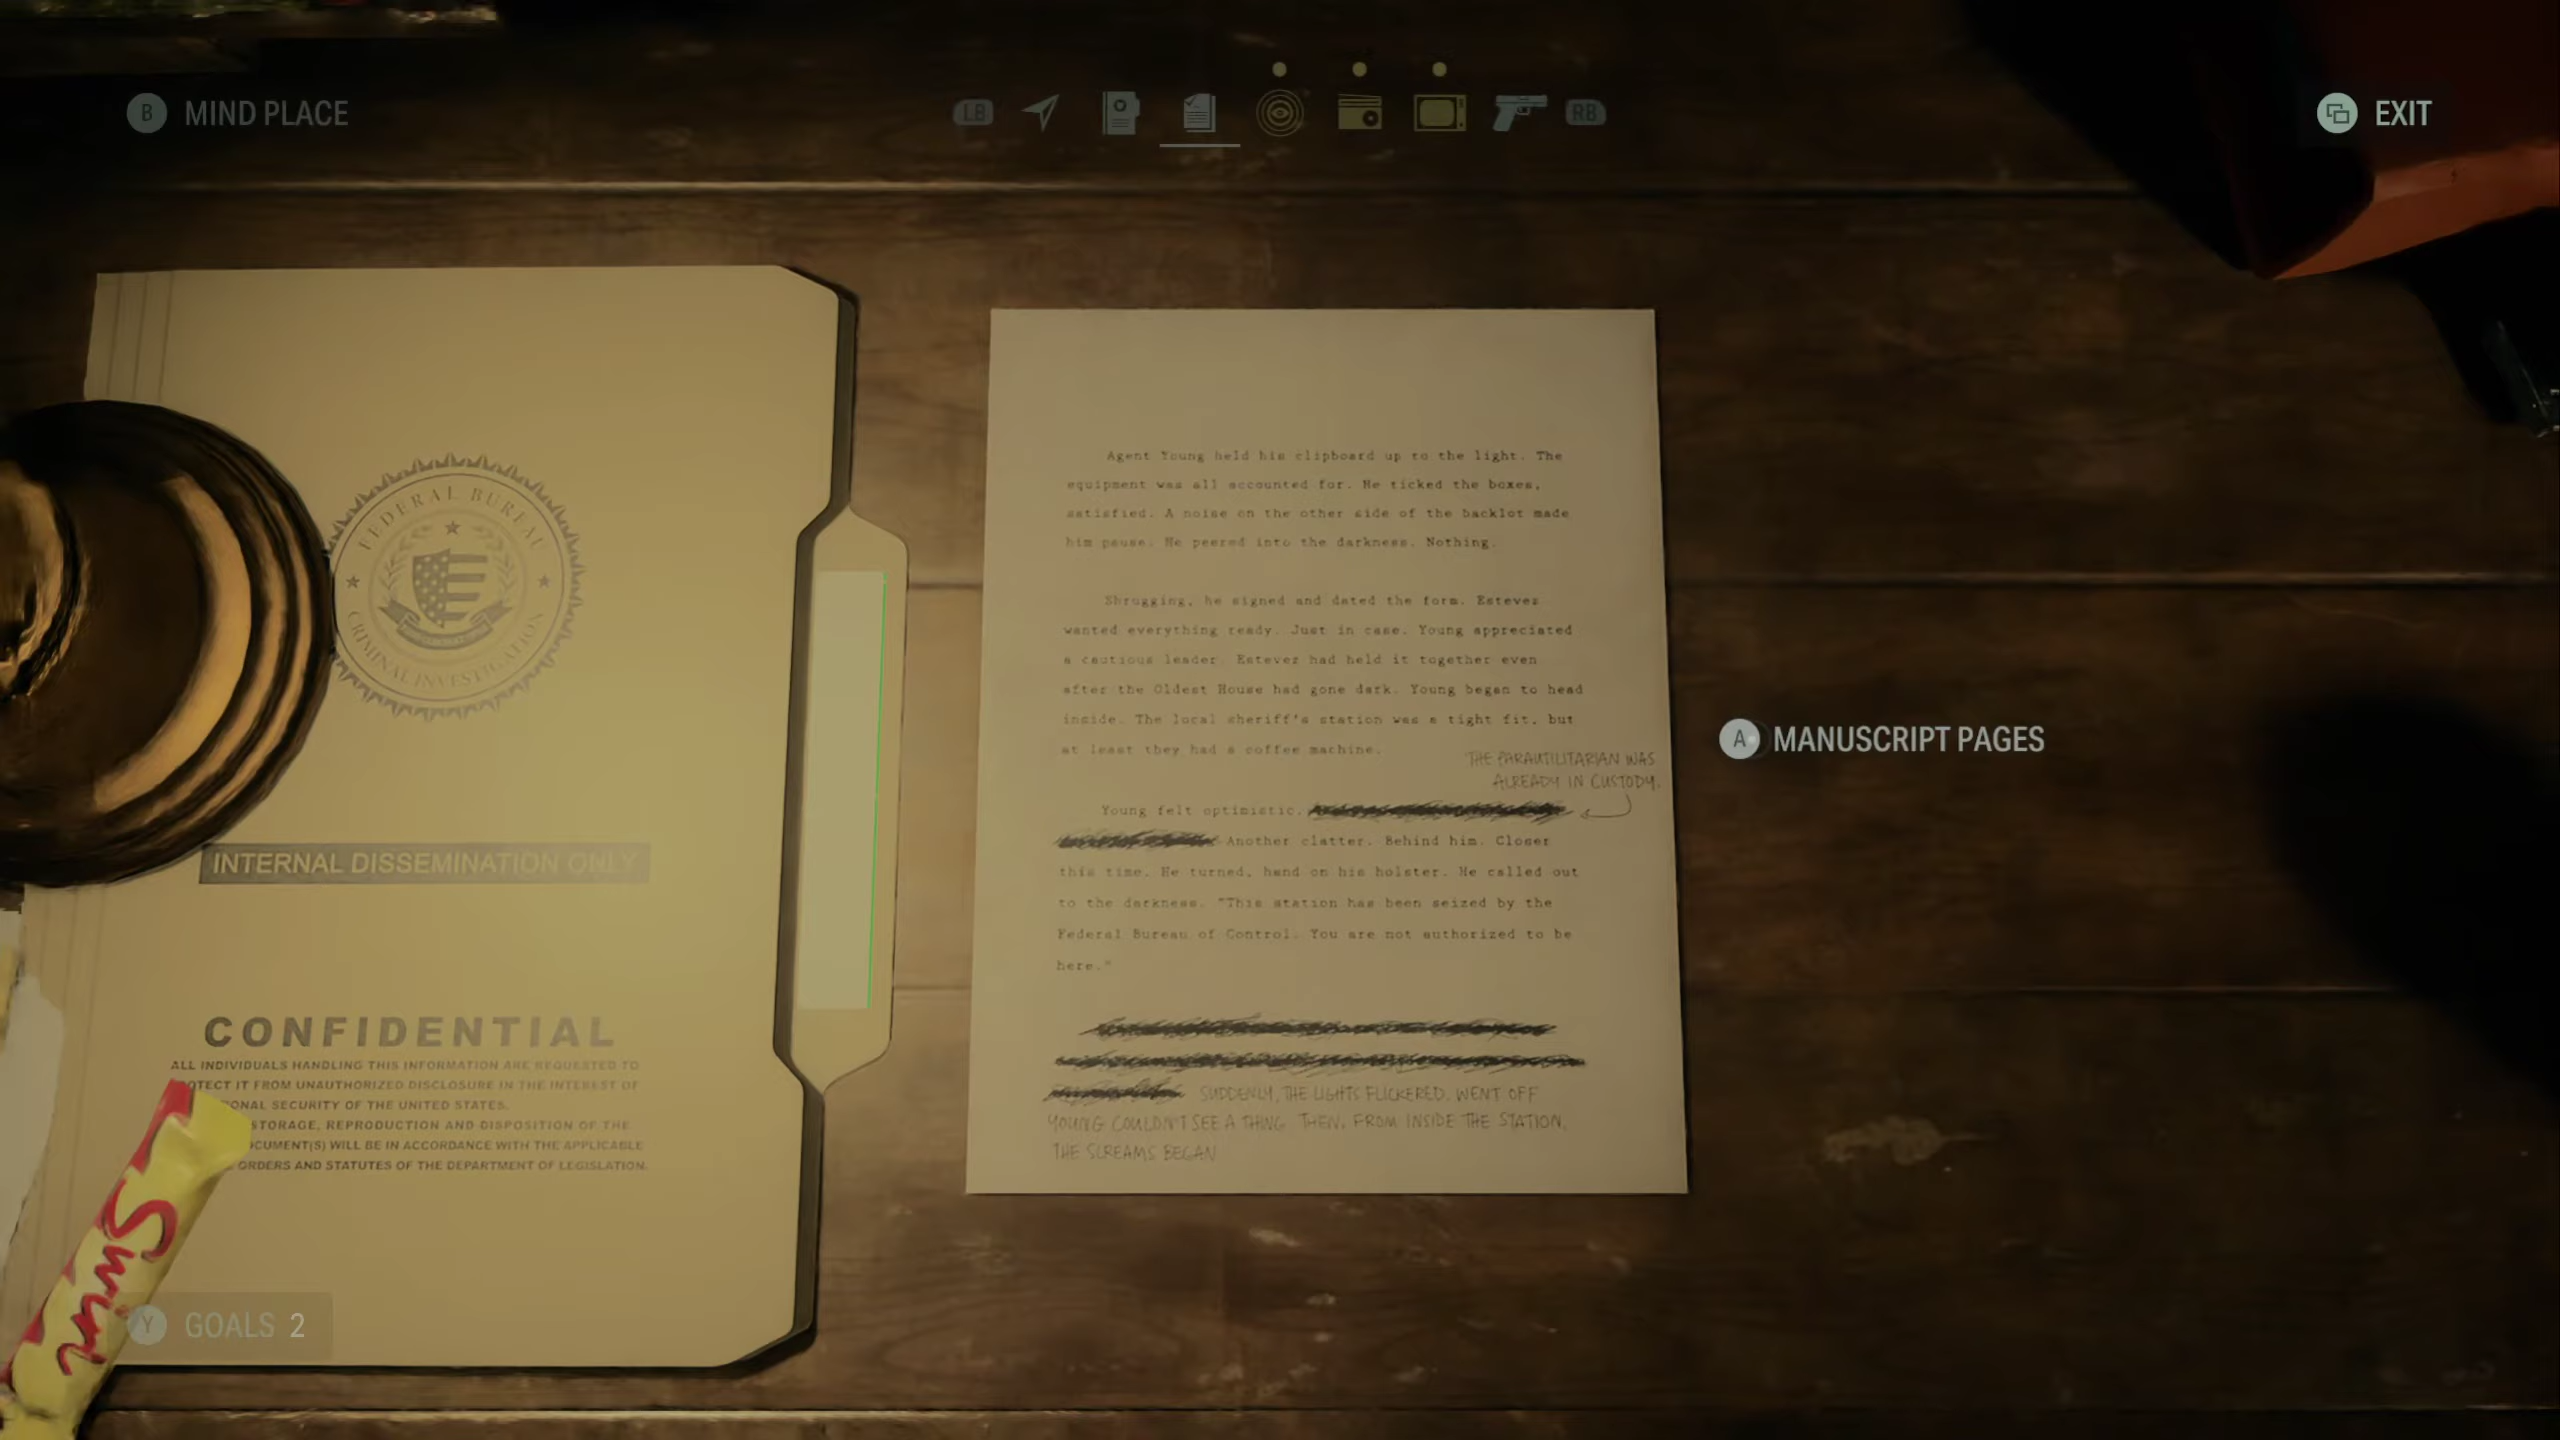 B MIND PLACE
LB
RB
EXIT
FEDERAL BUREAU
CRIMINAL INVESTIGATION
INTERNAL DISSEMINATION ONLY
CONFIDENTIAL
ALL INDIVIDUALS HANDLING THIS INFORMATION ARE REQUESTED TO
OTECT IT FROM UNAUTHORIZED DISCLOSURE IN THE INTEREST OF
ONAL SECURITY OF THE UNITED STATES.
STORAGE, REPRODUCTION AND DISPOSITION OF THE
OCUMENT(S) WILL BE IN ACCORDANCE WITH THE APPLICABLE
ORDERS AND STATUTES OF THE DEPARTMENT OF LEGISLATION.
Y GOALS 2
Agent Young held his clipboard up to the light. The
equipment was all accounted for. He ticked the boxes,
satisfied. A noise on the other side of the backlot made
him pause. He peered into the darkness. Nothing.
Shrugging, he signed and dated the form. Estevez
wanted everything ready. Just in case. Young appreciated
a cautious leader. Estevez had held it together even
after the Oldest House had gone dark. Young began to head
inside. The local sheriff's station was a tight fit, but
at least they had a coffee machine.
THE PARAUTILITARIAN WAS
ALREADY IN CUSTODY.
Young felt optimistic.
Another clatter. Behind him. Closer
this time. He turned, hand on his holster. He called out
to the darkness. "This station has been seized by the
Federal Bureau of Control. You are not authorized to be
here."
SUDDENLY, THE LIGHTS FLICKERED. WENT OFF
YOUNG COULDN'T SEE A THING. THEN, FROM INSIDE THE STATION,
THE SCREAMS BEGAN
A MANUSCRIPT PAGES